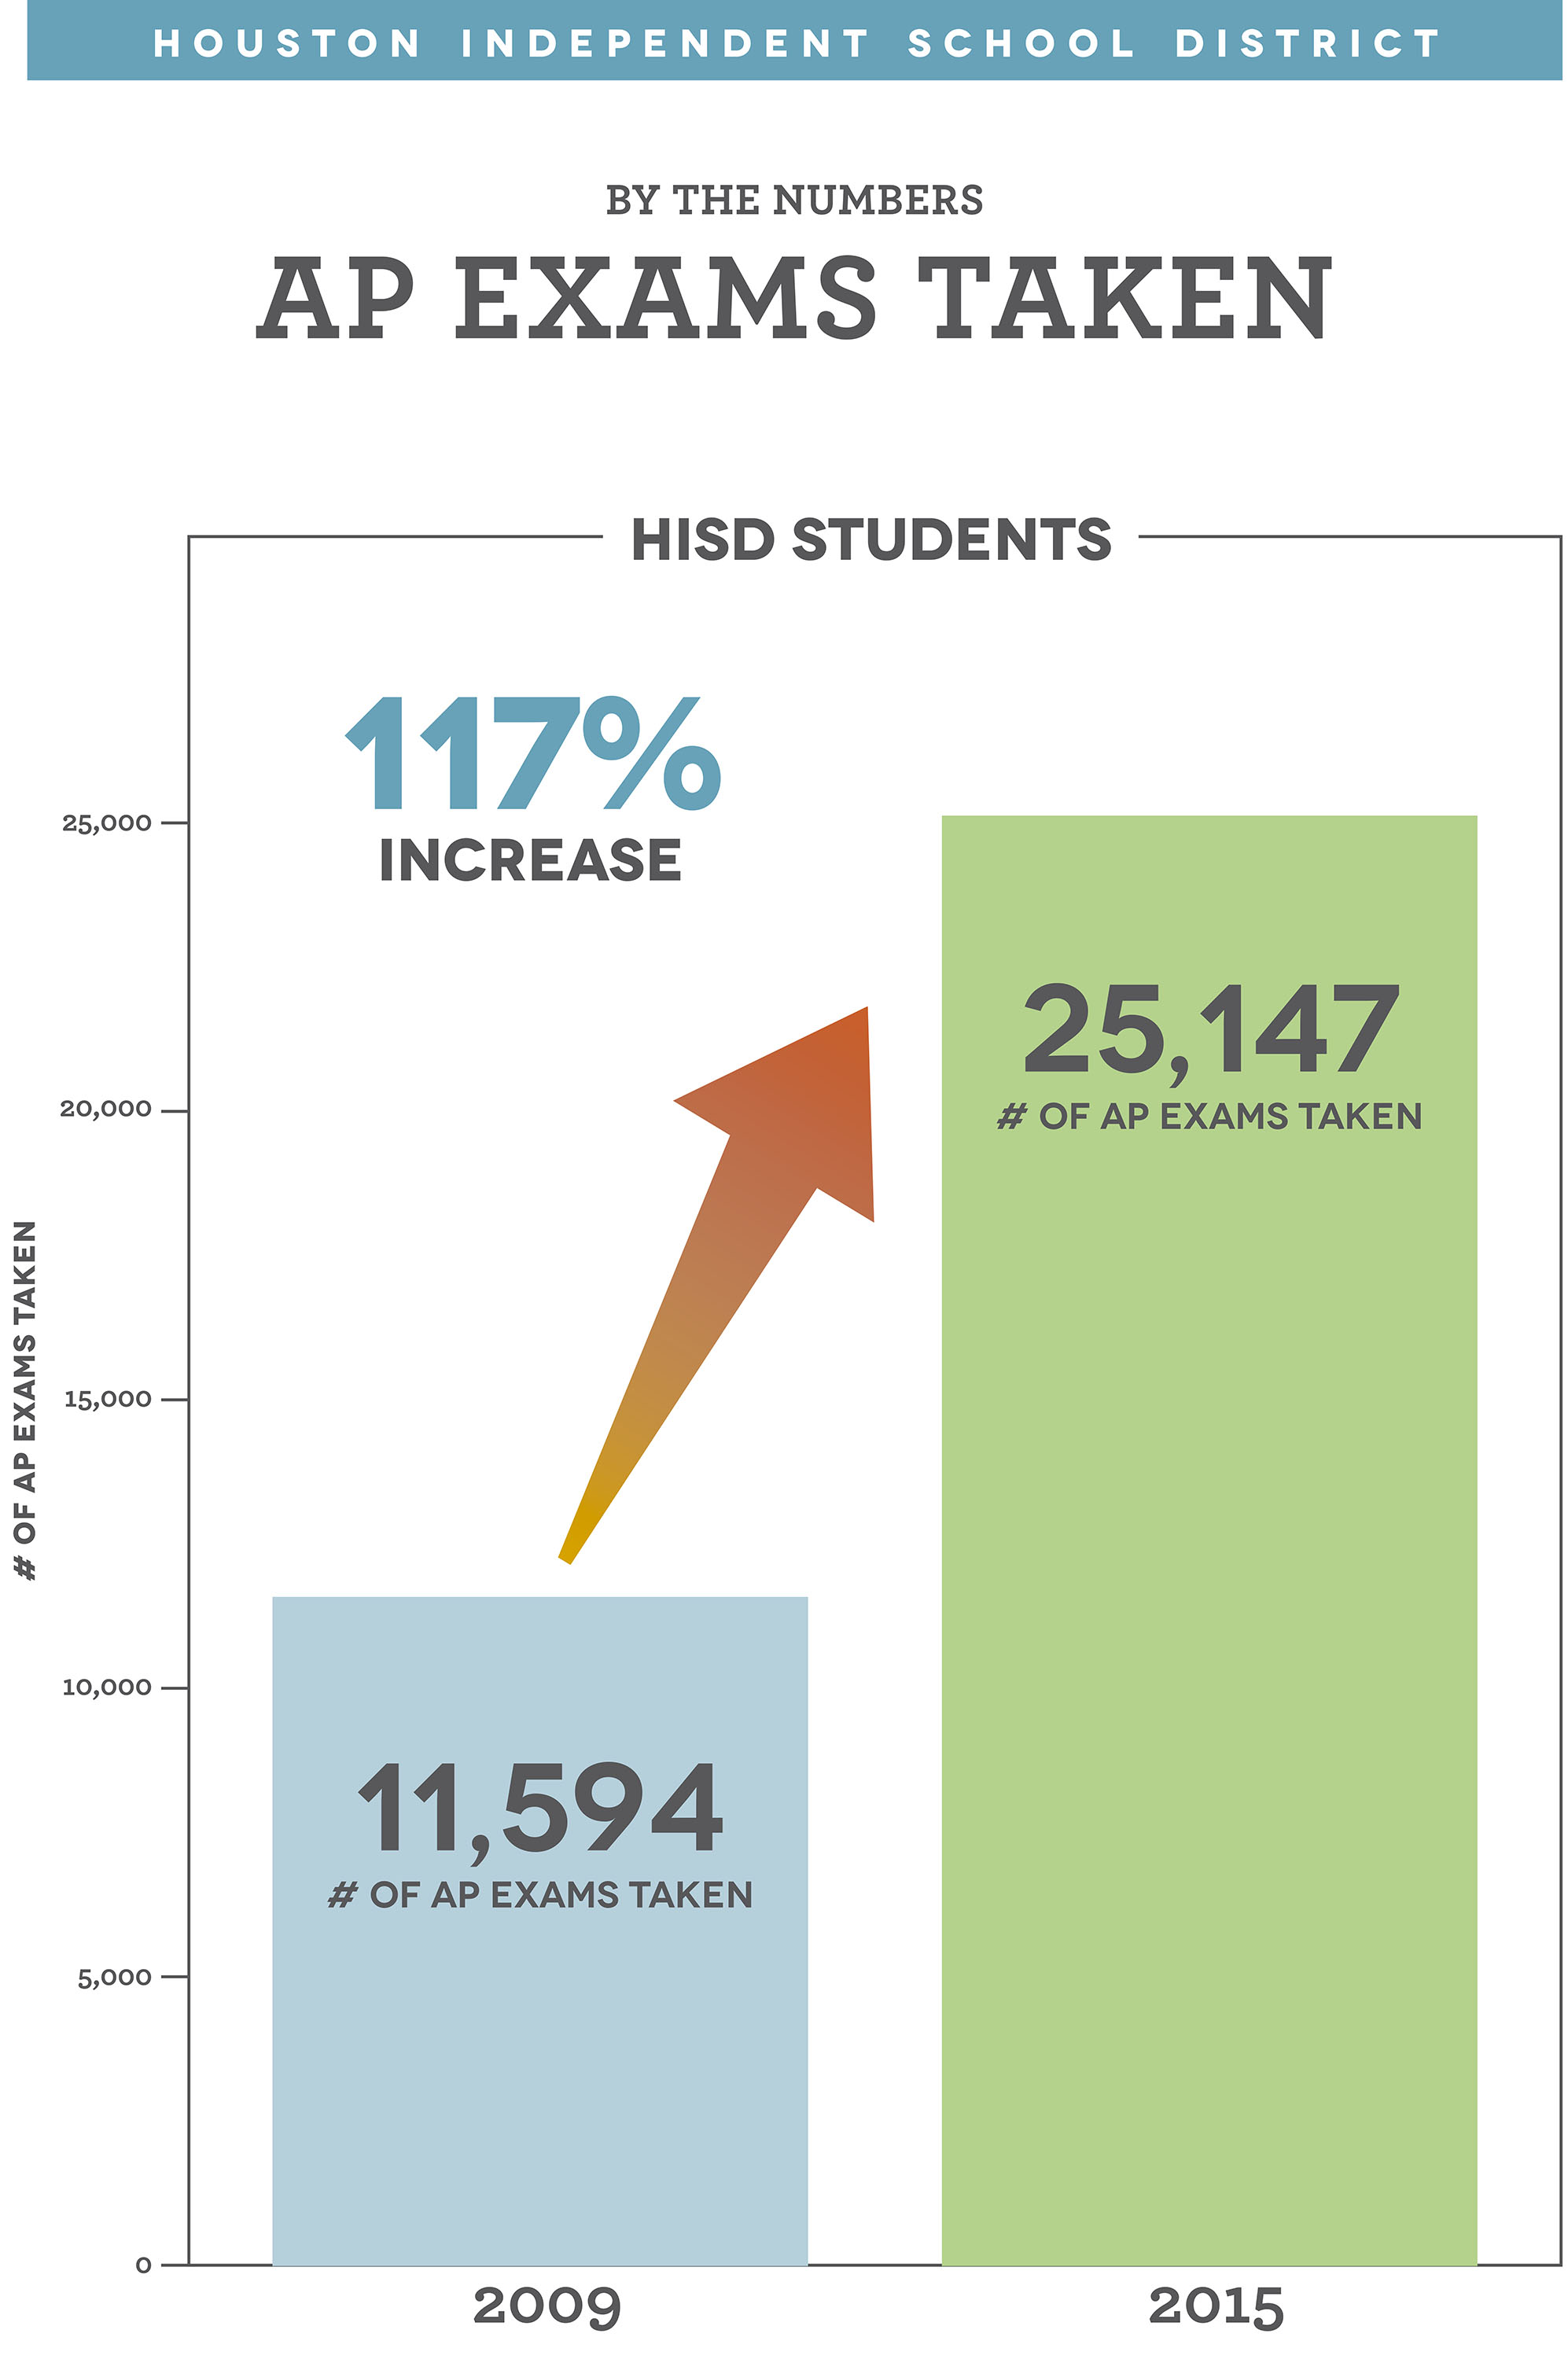 HOUSTON INDEPENDENT SCHOOL DISTRICT
BY THE NUMBERS
AP EXAMS TAKEN
HISD STUDENTS
117%
INCREASE
25,000
20,000
15,000
10,000
5,000
0
# OF AP EXAMS TAKEN
25,147
# OF AP EXAMS TAKEN
11,594
# OF AP EXAMS TAKEN
2009
2015